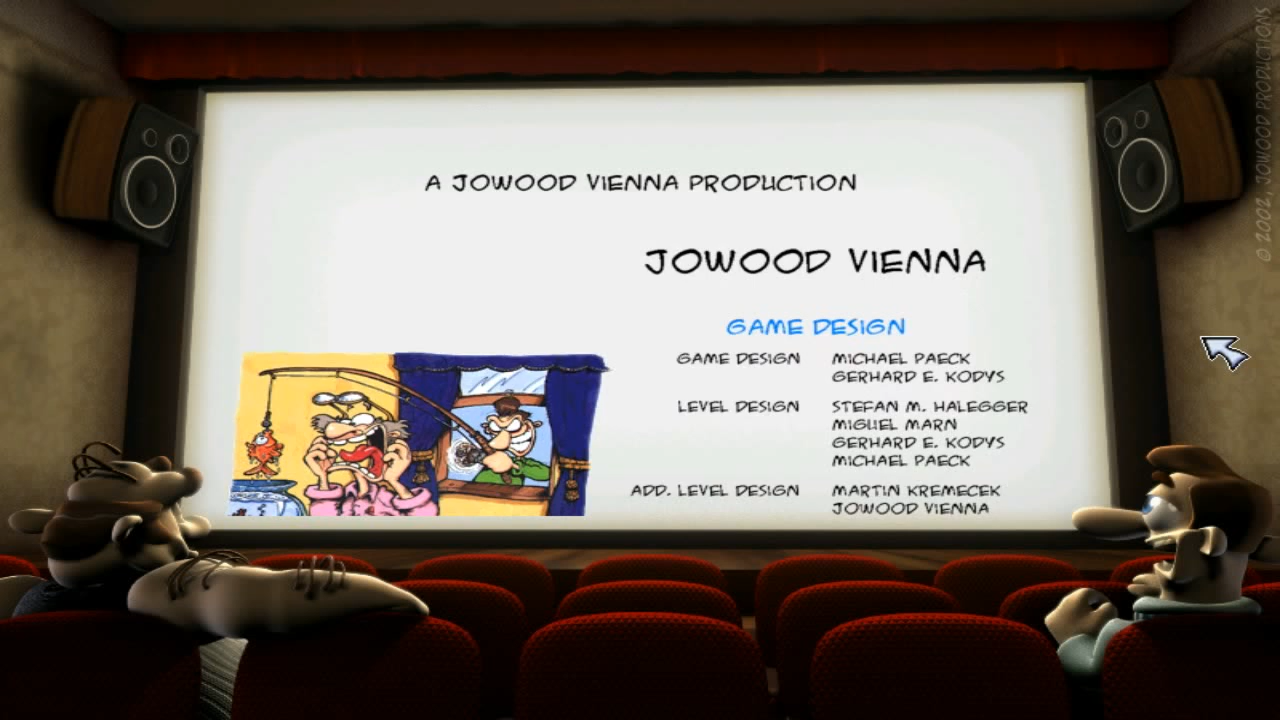 A JOWOOD VIENNA PRODUCTION
JOWOOD VIENNA
GAME DESIGN
GAME DESIGN MICHAEL PAECK
GERHARD E. KODYS
LEVEL DESIGN STEFAN M. HALEGGER
MIGUEL MARN
GERHARD E. KODYS
MICHAEL PAECK
ADD. LEVEL DESIGN MARTIN KREMECEK
JOWOOD VIENNA
© 2002, JOWOOD PRODUCTIONS